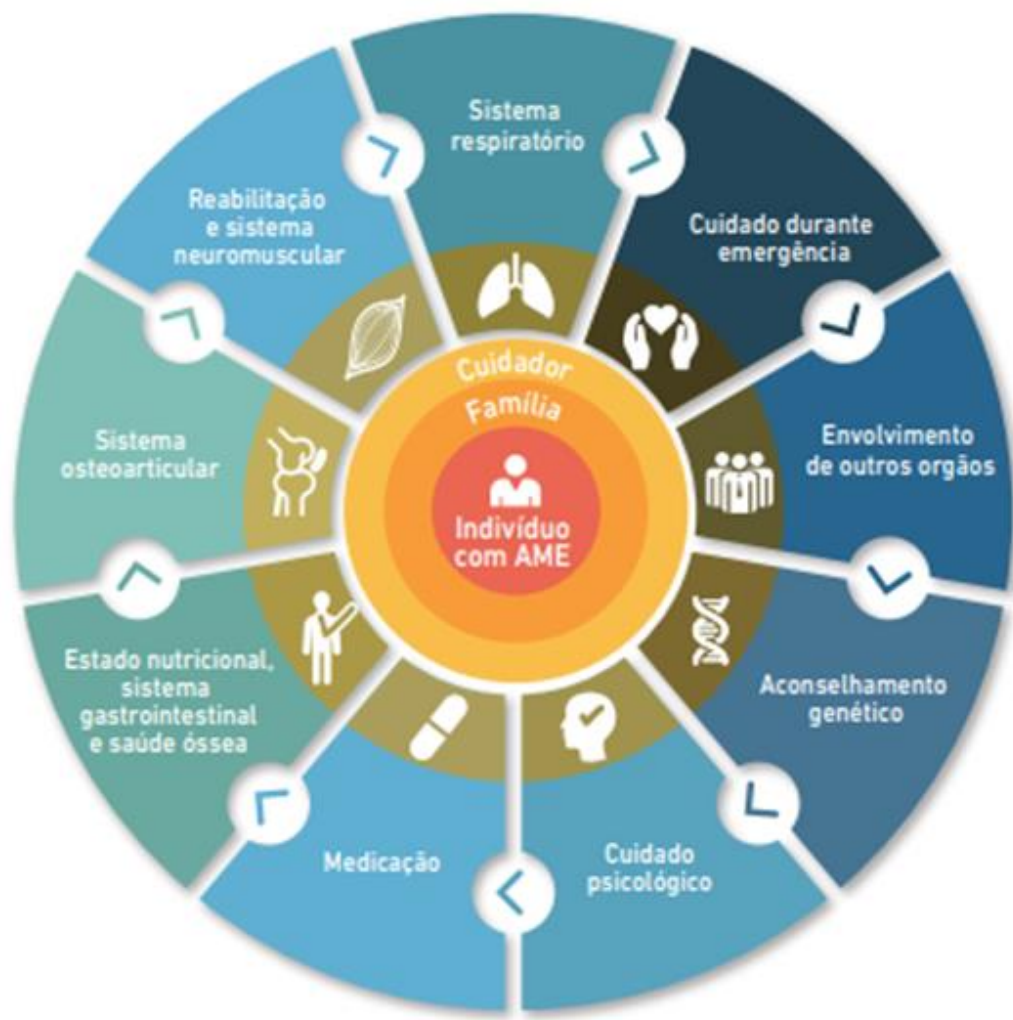 Sistema
respiratório
Cuidado durante
emergência
Envolvimento
de outros orgãos
Aconselhamento
genético
Cuidado
psicológico
Medicação
Estado nutricional,
sistema
gastrointestinal
e saúde óssea
Sistema
osteoarticular
Reabilitação
e sistema
neuromuscular
Cuidador
Família
Indivíduo
com AME